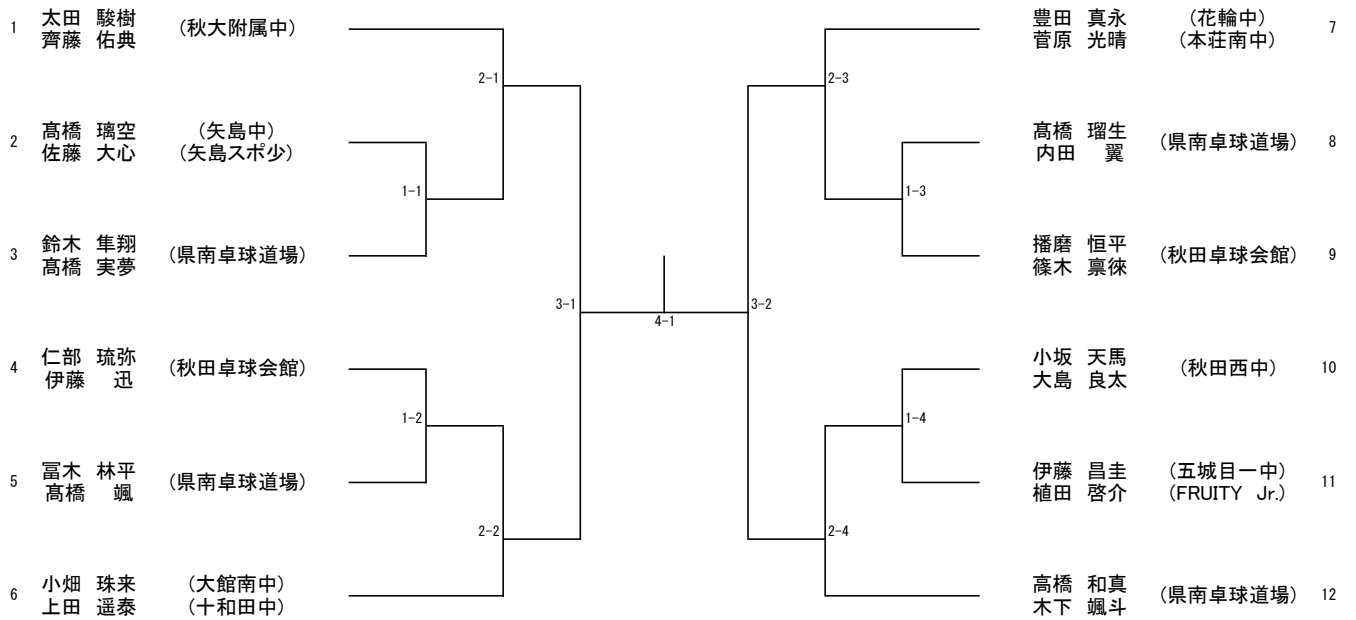 1 太田 駿樹 (秋大附属中)
齊藤 佑典
2-1
2 髙橋 璃空 (矢島中)
佐藤 大心 (矢島スポ少)
1-1
3 鈴木 隼翔 (県南卓球道場)
髙橋 実夢
3-1
4 仁部 琉弥 (秋田卓球会館)
伊藤 迅
1-2
5 冨木 林平 (県南卓球道場)
髙橋 颯
2-2
6 小畑 珠来 (大館南中)
上田 遥泰 (十和田中)
4-1
豊田 真永 (花輪中) 7
菅原 光晴 (本荘南中)
2-3
髙橋 瑠生 (県南卓球道場) 8
内田 翼
1-3
播磨 恒平 (秋田卓球会館) 9
篠木 禀徠
3-2
小坂 天馬 (秋田西中) 10
大島 良太
1-4
伊藤 昌圭 (五城目一中) 11
植田 啓介 (FRUITY Jr.)
2-4
高橋 和真 (県南卓球道場) 12
木下 颯斗